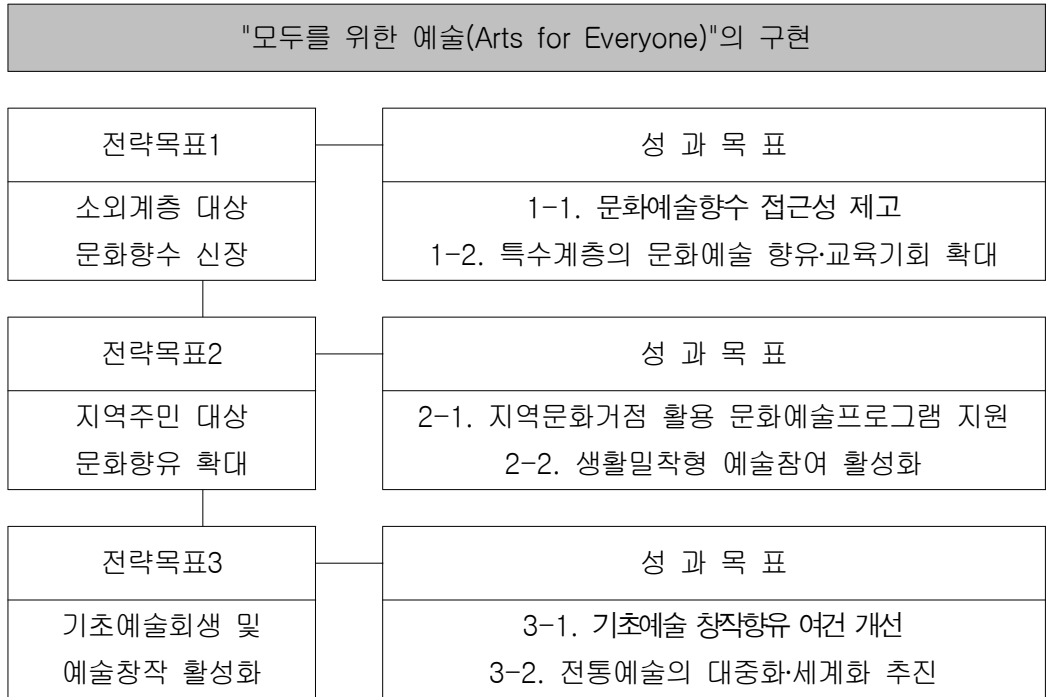 "모두를 위한 예술(Arts for Everyone)"의 구현
전략목표1
성 과 목 표
소외계층 대상
문화향수 신장
1-1. 문화예술향수 접근성 제고
1-2. 특수계층의 문화예술 향유·교육기회 확대
전략목표2
성 과 목 표
지역주민 대상
문화향유 확대
2-1. 지역문화거점 활용 문화예술프로그램 지원
2-2. 생활밀착형 예술참여 활성화
전략목표3
성 과 목 표
기초예술회생 및
예술창작 활성화
3-1. 기초예술 창작향유 여건 개선
3-2. 전통예술의 대중화·세계화 추진